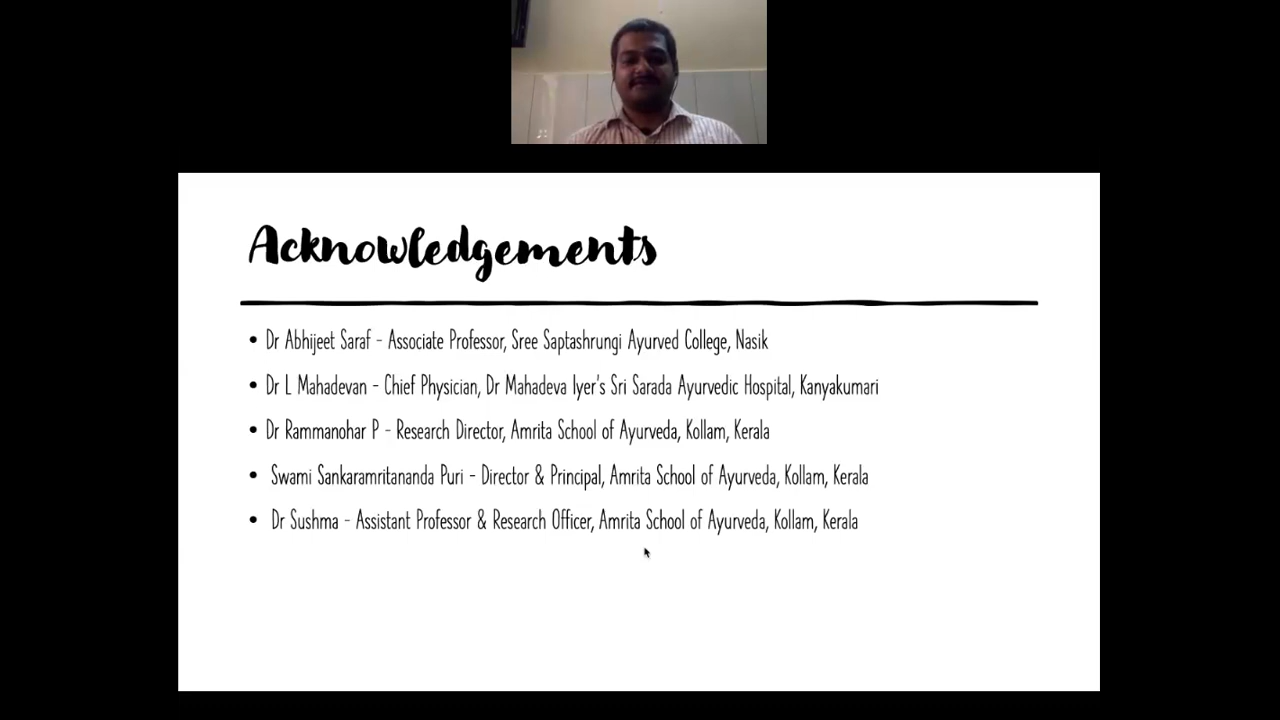 Acknowledgements
• Dr Abhijeet Saraf - Associate Professor, Sree Saptashrungi Ayurved College, Nasik
• Dr L Mahadevan - Chief Physician, Dr Mahadeva Iyer's Sri Sarada Ayurvedic Hospital, Kanyakumari
• Dr Rammanohar P - Research Director, Amrita School of Ayurveda, Kollam, Kerala
• Swami Sankaramritananda Puri - Director & Principal, Amrita School of Ayurveda, Kollam, Kerala
• Dr Sushma - Assistant Professor & Research Officer, Amrita School of Ayurveda, Kollam, Kerala